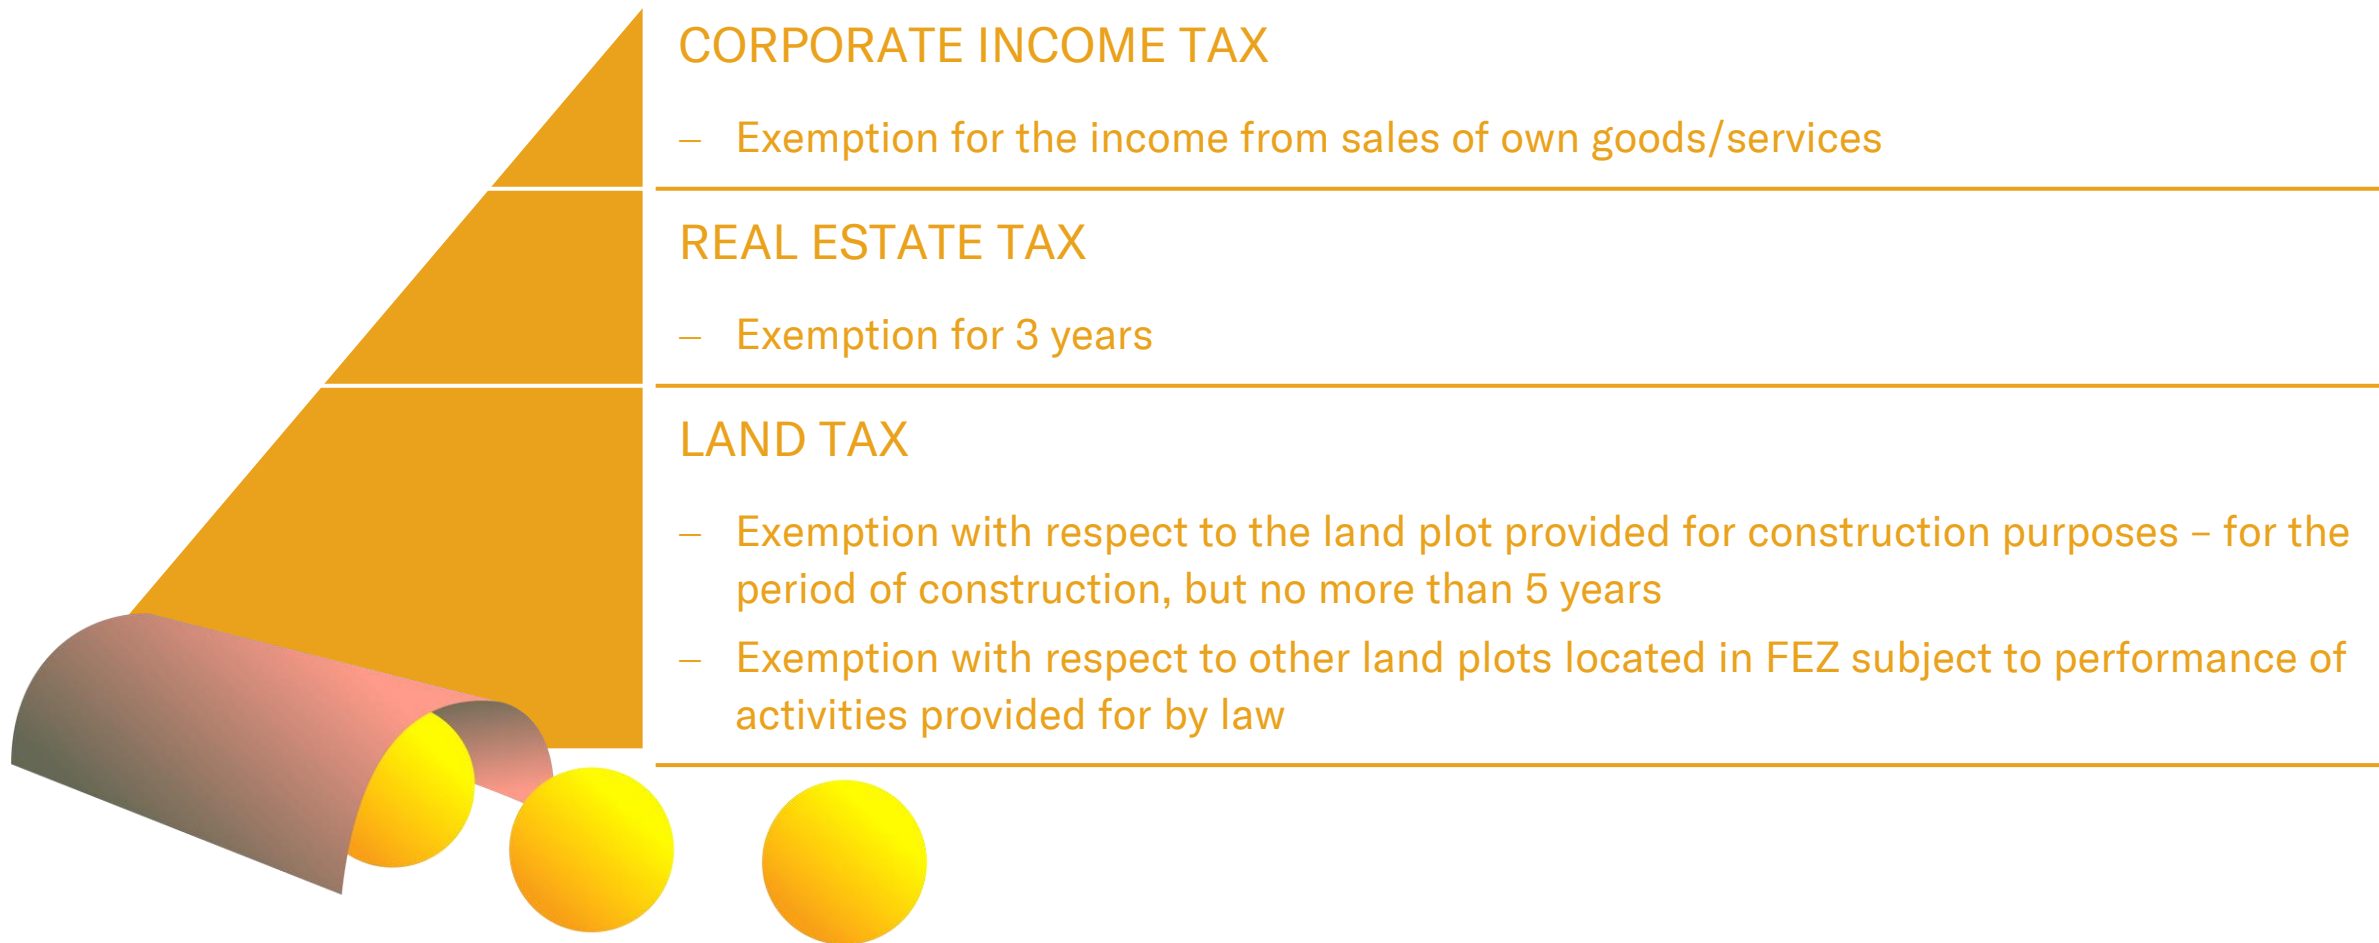 CORPORATE INCOME TAX
– Exemption for the income from sales of own goods/services
REAL ESTATE TAX
– Exemption for 3 years
LAND TAX
– Exemption with respect to the land plot provided for construction purposes – for the
period of construction, but no more than 5 years
– Exemption with respect to other land plots located in FEZ subject to performance of
activities provided for by law